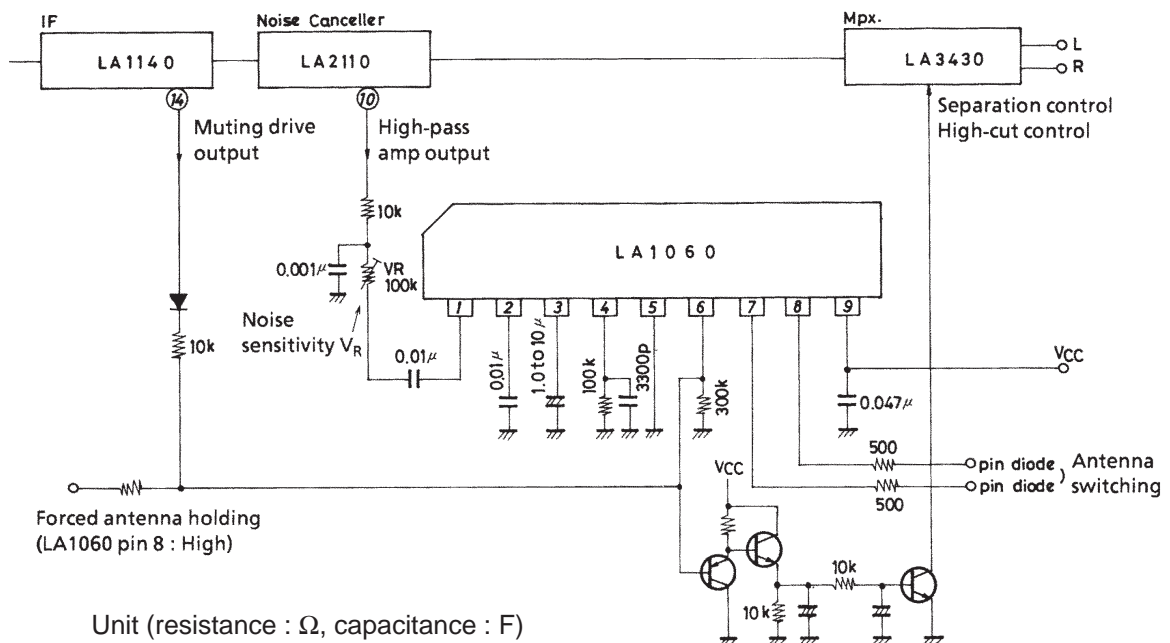 IF
Noise Canceller
Mpx.
LA1140
LA2110
LA3430
L
R
14
10
Muting drive
output
High-pass
amp output
Separation control
High-cut control
10k
0.001μ
VR
100k
Noise
sensitivity VR
0.01μ
10k
LA1060
1
2
3
4
5
6
7
8
9
0.01μ
1.0 to 10μ
100k
3300p
300k
VCC
0.047μ
500
pin diode
pin diode
500
Antenna
switching
Forced antenna holding
(LA1060 pin 8 : High)
VCC
10k
10k
Unit (resistance : Ω, capacitance : F)